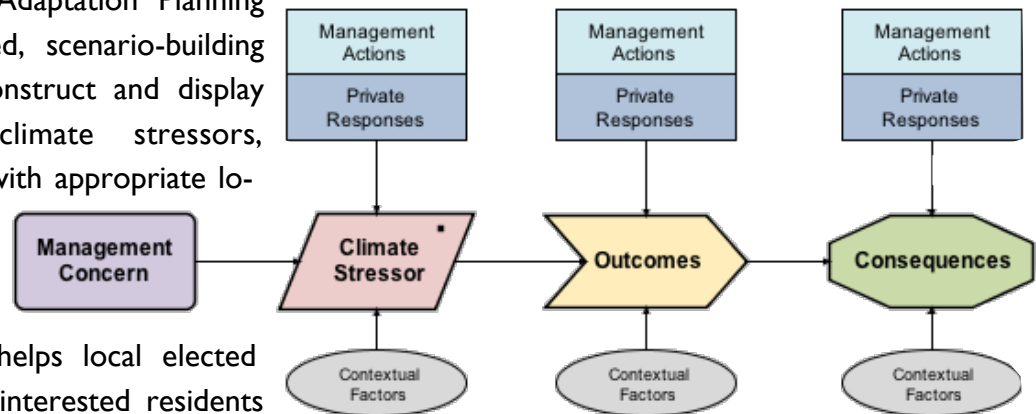 Adaptation Planning
ed, scenario-building
onstruct and display
climate stressors,
with appropriate lo-
helps local elected
interested residents
Management
Actions
Private
Responses
Management
Actions
Private
Responses
Management
Actions
Private
Responses
Management
Concern
Climate
Stressor
Outcomes
Consequences
Contextual
Factors
Contextual
Factors
Contextual
Factors